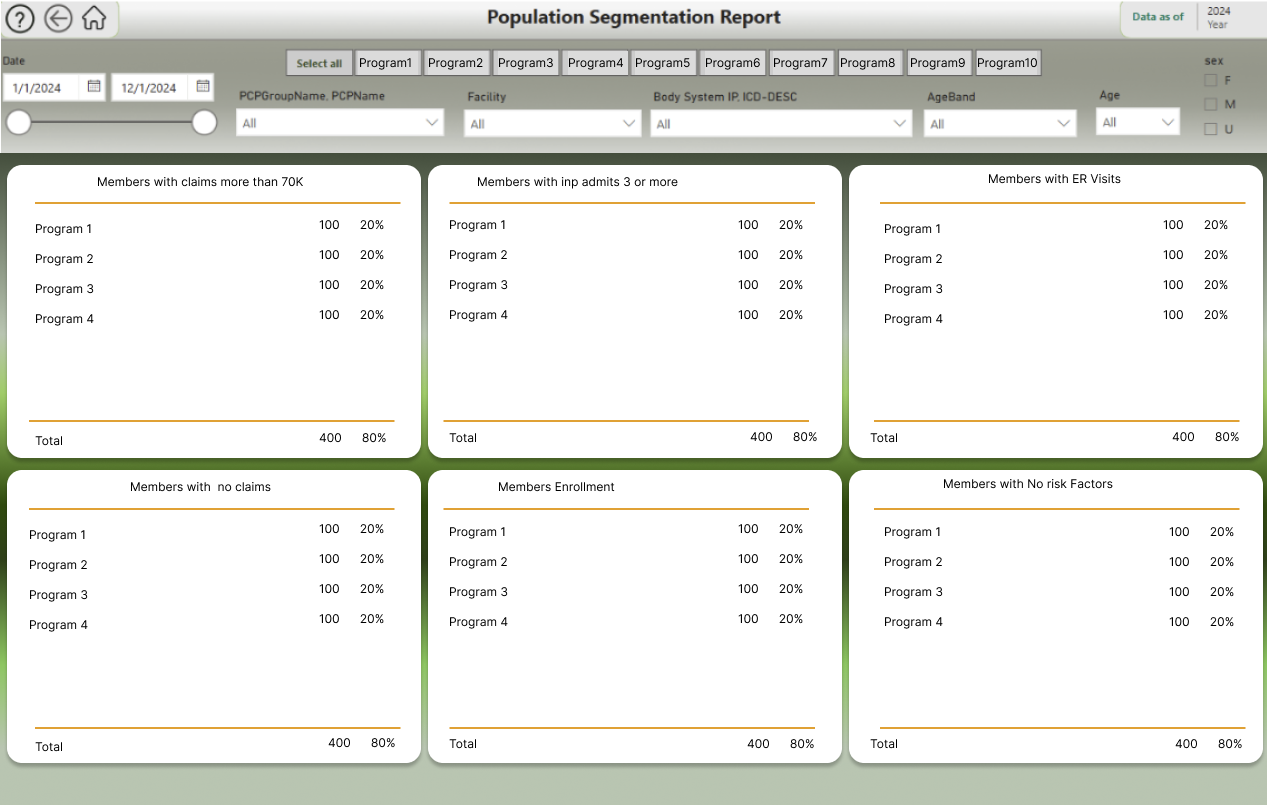 Population Segmentation Report
Data as of
2024
Year
Date
1/1/2024
12/1/2024
Select all
Program1
Program2
Program3
Program4
Program5
Program6
Program7
Program8
Program9
Program10
PCPGroupName, PCPName
All
Facility
All
Body System IP, ICD-DESC
All
AgeBand
All
Age
All
sex
F
M
U
Members with claims more than 70K
Program 1 100 20%
Program 2 100 20%
Program 3 100 20%
Program 4 100 20%
Total 400 80%
Members with inp admits 3 or more
Program 1 100 20%
Program 2 100 20%
Program 3 100 20%
Program 4 100 20%
Total 400 80%
Members with ER Visits
Program 1 100 20%
Program 2 100 20%
Program 3 100 20%
Program 4 100 20%
Total 400 80%
Members with  no claims
Program 1 100 20%
Program 2 100 20%
Program 3 100 20%
Program 4 100 20%
Total 400 80%
Members Enrollment
Program 1 100 20%
Program 2 100 20%
Program 3 100 20%
Program 4 100 20%
Total 400 80%
Members with No risk Factors
Program 1 100 20%
Program 2 100 20%
Program 3 100 20%
Program 4 100 20%
Total 400 80%